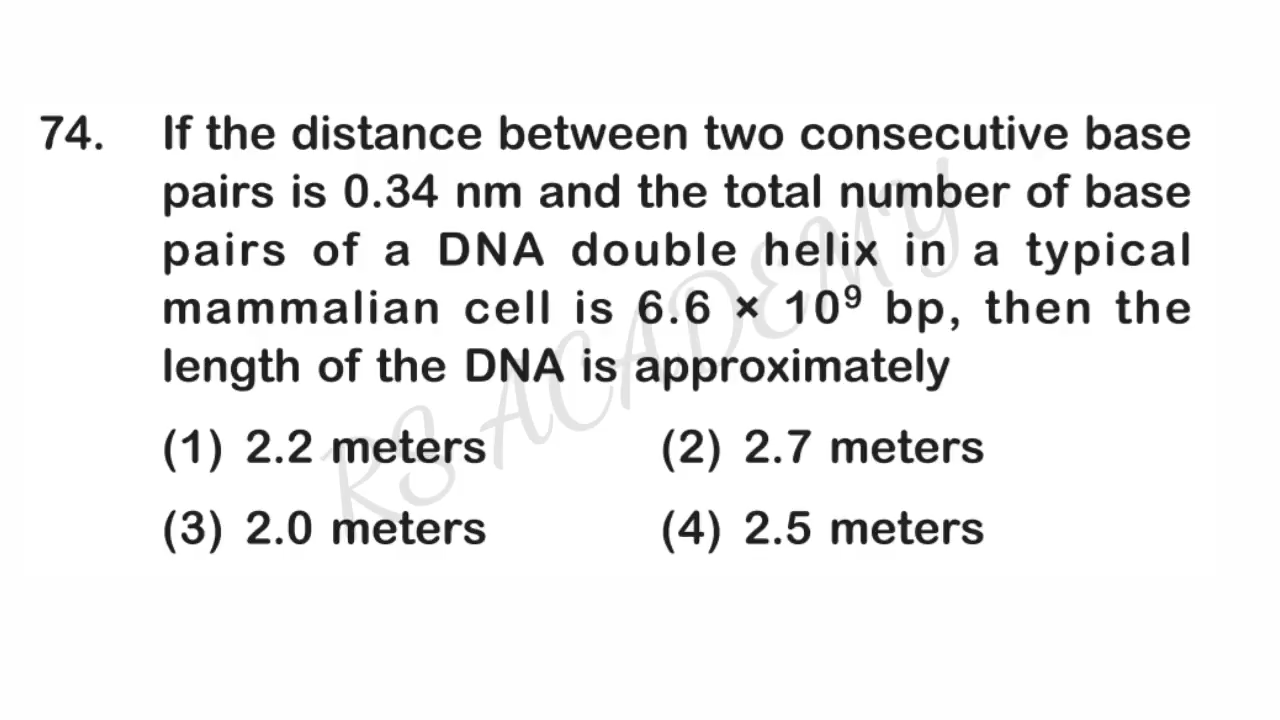 74. If the distance between two consecutive base
pairs is 0.34 nm and the total number of base
pairs of a DNA double helix in a typical
mammalian cell is 6.6 × 10⁹ bp, then the
length of the DNA is approximately
(1) 2.2 meters (2) 2.7 meters
(3) 2.0 meters (4) 2.5 meters
RS ACADEMY